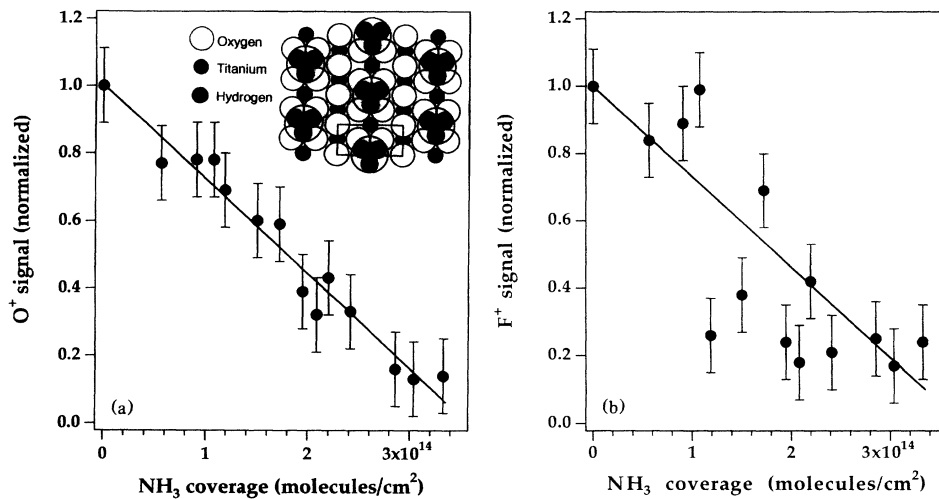 1.2
1.0
0.8
0.6
0.4
0.2
0.0
O⁺ signal (normalized)
Oxygen
Titanium
Hydrogen
(a)
0 1 2 3x10¹⁴
NH₃ coverage (molecules/cm²)
1.2
1.0
0.8
0.6
0.4
0.2
0.0
F⁺ signal (normalized)
(b)
0 1 2 3x10¹⁴
NH₃ coverage (molecules/cm²)